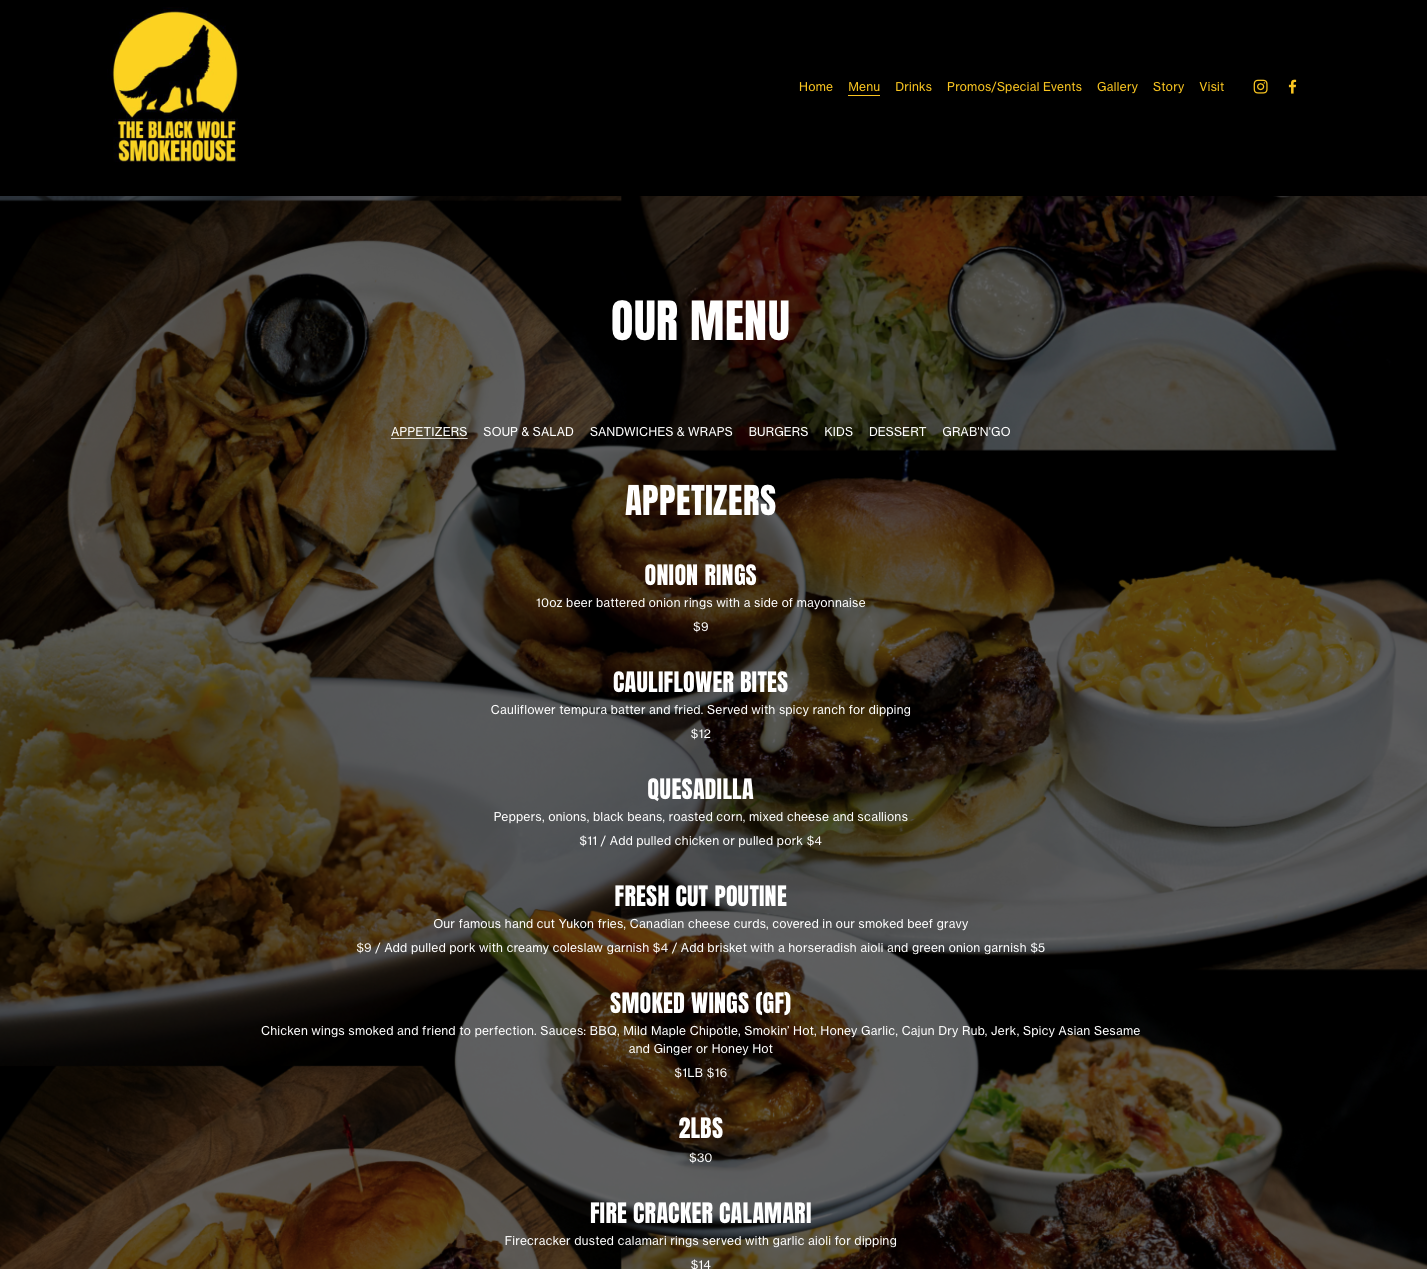 THE BLACK WOLF
SMOKEHOUSE
Home Menu Drinks Promos/Special Events Gallery Story Visit
OUR MENU
APPETIZERS SOUP & SALAD SANDWICHES & WRAPS BURGERS KIDS DESSERT GRAB'N'GO
APPETIZERS
ONION RINGS
10oz beer battered onion rings with a side of mayonnaise
$9
CAULIFLOWER BITES
Cauliflower tempura batter and fried. Served with spicy ranch for dipping
$12
QUESADILLA
Peppers, onions, black beans, roasted corn, mixed cheese and scallions
$11 / Add pulled chicken or pulled pork $4
FRESH CUT POUTINE
Our famous hand cut Yukon fries, Canadian cheese curds, covered in our smoked beef gravy
$9 / Add pulled pork with creamy coleslaw garnish $4 / Add brisket with a horseradish aioli and green onion garnish $5
SMOKED WINGS (GF)
Chicken wings smoked and friend to perfection. Sauces: BBQ, Mild Maple Chipotle, Smokin' Hot, Honey Garlic, Cajun Dry Rub, Jerk, Spicy Asian Sesame
and Ginger or Honey Hot
$1LB $16
2LBS
$30
FIRE CRACKER CALAMARI
Firecracker dusted calamari rings served with garlic aioli for dipping
$14